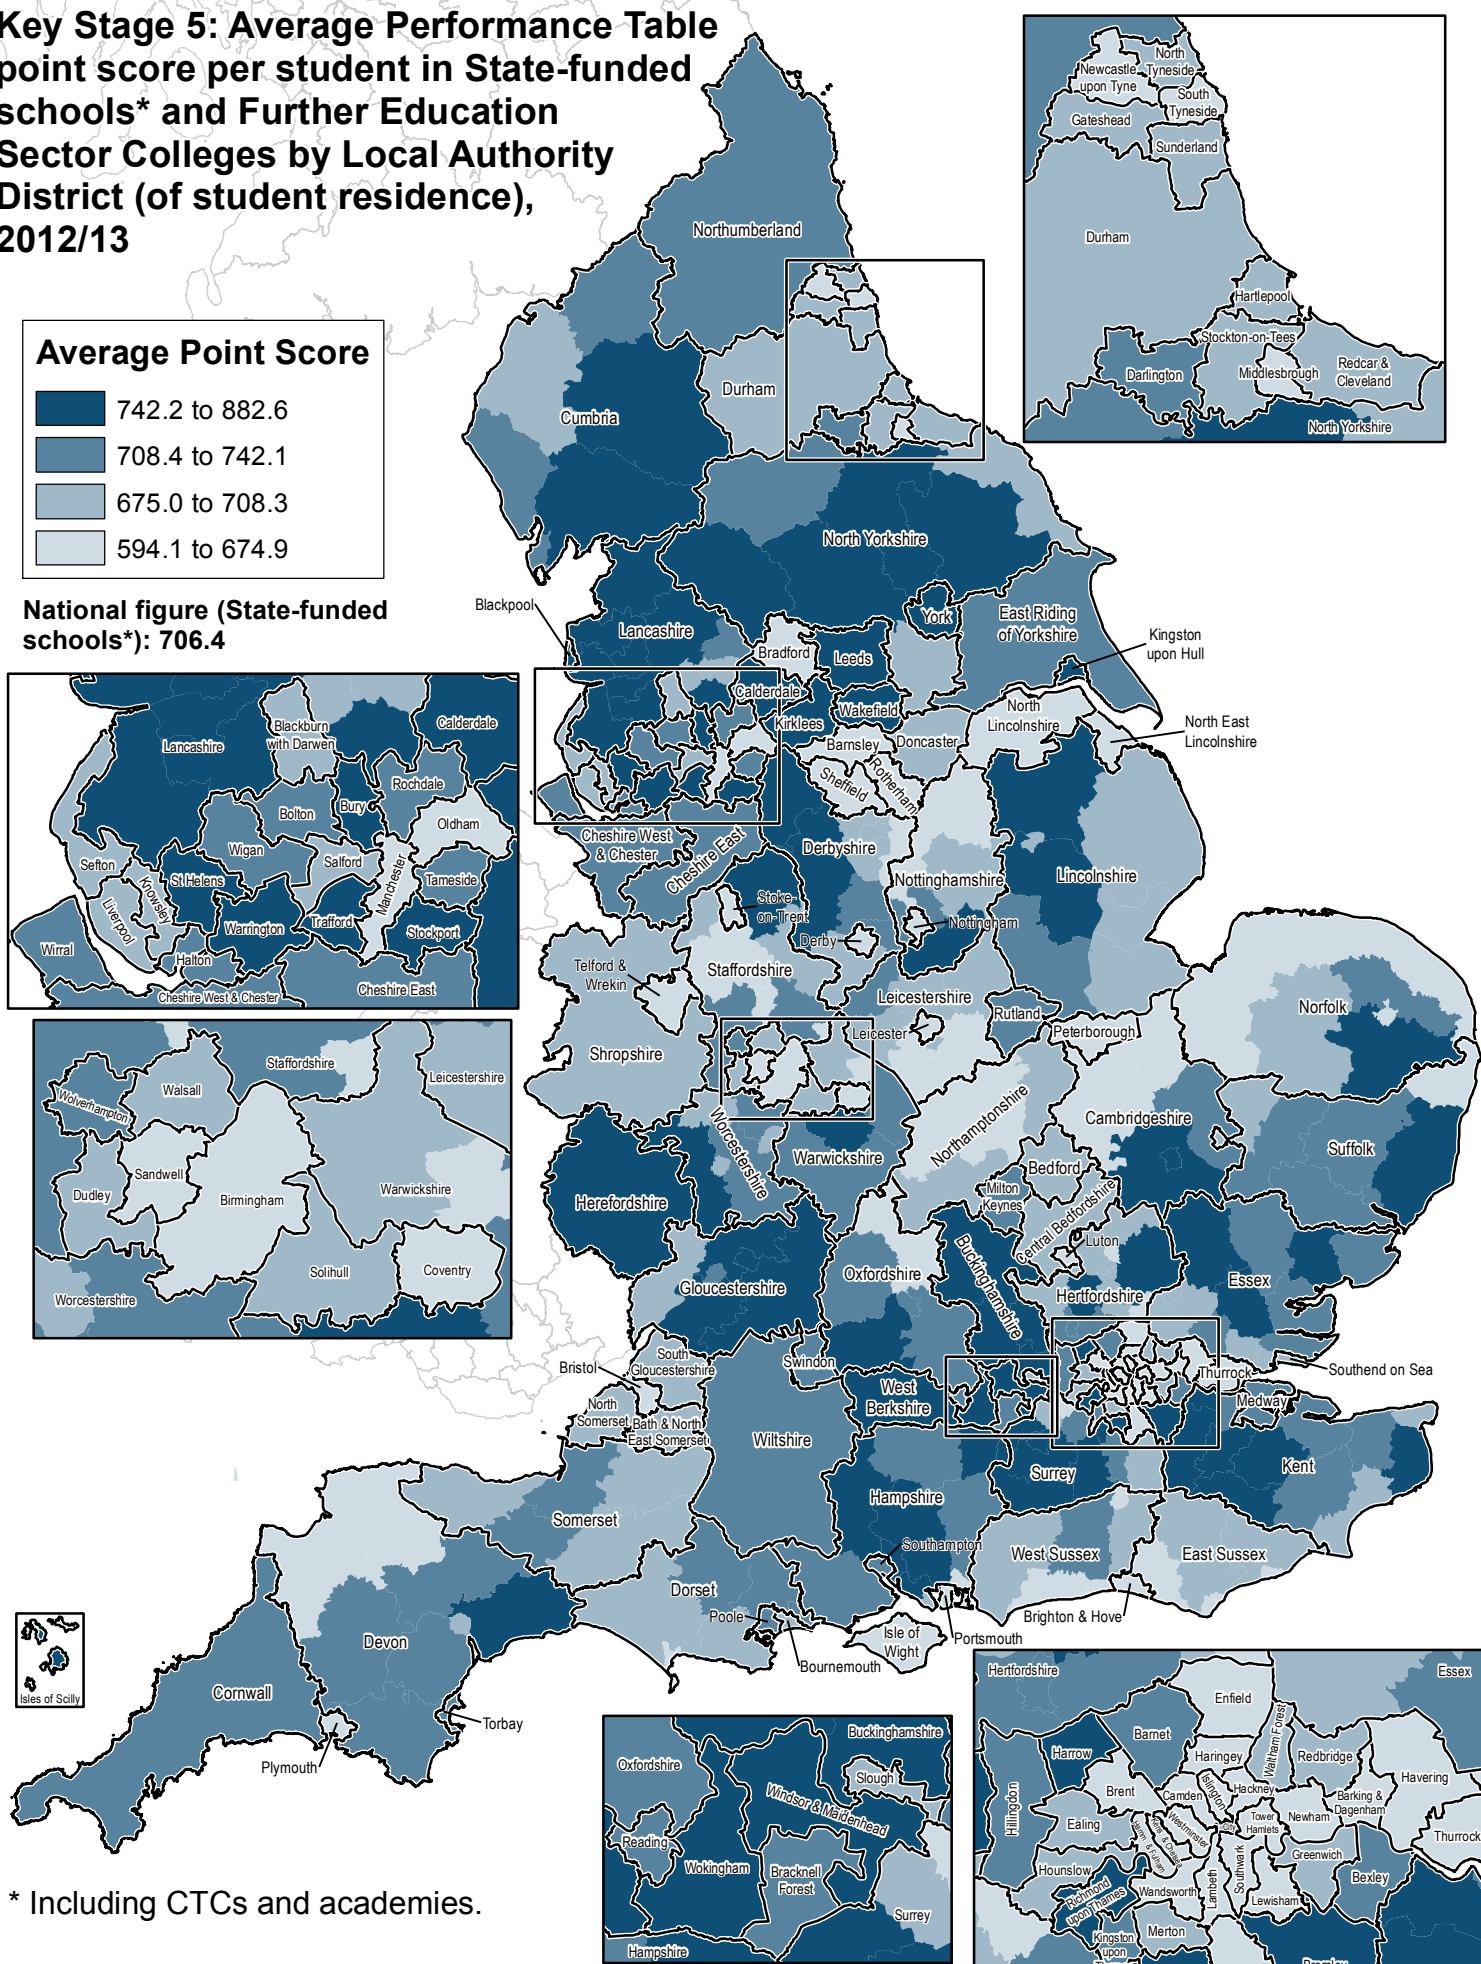 Key Stage 5: Average Performance Table
point score per student in State-funded
schools* and Further Education
Sector Colleges by Local Authority
District (of student residence),
2012/13
Average Point Score
742.2 to 882.6
708.4 to 742.1
675.0 to 708.3
594.1 to 674.9
National figure (State-funded
schools*): 706.4
Newcastle
upon Tyne
North
Tyneside
South
Tyneside
Gateshead
Sunderland
Durham
Hartlepool
Stockton-on-Tees
Darlington
Middlesbrough
Redcar &
Cleveland
North Yorkshire
Northumberland
Cumbria
Durham
North Yorkshire
Blackpool
Lancashire
Bradford
Leeds
York
East Riding
of Yorkshire
Kingston
upon Hull
Calderdale
Kirklees
Wakefield
North
Lincolnshire
North East
Lincolnshire
Barnsley
Doncaster
Sheffield
Rotherham
Cheshire West
& Chester
Cheshire East
Derbyshire
Nottinghamshire
Lincolnshire
Stoke-
on-Trent
Nottingham
Derby
Telford &
Wrekin
Staffordshire
Leicestershire
Rutland
Leicester
Peterborough
Norfolk
Shropshire
Worcestershire
Warwickshire
Northamptonshire
Cambridgeshire
Suffolk
Herefordshire
Bedford
Milton
Keynes
Central Bedfordshire
Luton
Gloucestershire
Oxfordshire
Buckinghamshire
Hertfordshire
Essex
Bristol
South
Gloucestershire
Swindon
West
Berkshire
Thurrock
Southend on Sea
Medway
North
Somerset
Bath & North
East Somerset
Wiltshire
Surrey
Kent
Hampshire
Somerset
Southampton
West Sussex
East Sussex
Dorset
Poole
Bournemouth
Isle of
Wight
Portsmouth
Brighton & Hove
Devon
Cornwall
Torbay
Plymouth
Isles of Scilly
Lancashire
Blackburn
with Darwen
Calderdale
Rochdale
Bolton
Bury
Oldham
Wigan
Salford
Sefton
St Helens
Manchester
Tameside
Knowsley
Liverpool
Trafford
Warrington
Stockport
Wirral
Halton
Cheshire West & Chester
Cheshire East
Staffordshire
Walsall
Leicestershire
Wolverhampton
Sandwell
Dudley
Birmingham
Warwickshire
Solihull
Coventry
Worcestershire
Buckinghamshire
Oxfordshire
Slough
Windsor & Maidenhead
Reading
Wokingham
Bracknell
Forest
Surrey
Hampshire
Hertfordshire
Essex
Enfield
Barnet
Harrow
Haringey
Waltham Forest
Redbridge
Havering
Hillingdon
Brent
Camden
Islington
Hackney
Barking &
Dagenham
Ealing
Westminster
City
Tower
Hamlets
Newham
Thurrock
Hamm. & Fulham
Kens. & Chelsea
Hounslow
Southwark
Greenwich
Bexley
Richmond
upon Thames
Wandsworth
Lambeth
Lewisham
Kingston
upon
Merton
* Including CTCs and academies.